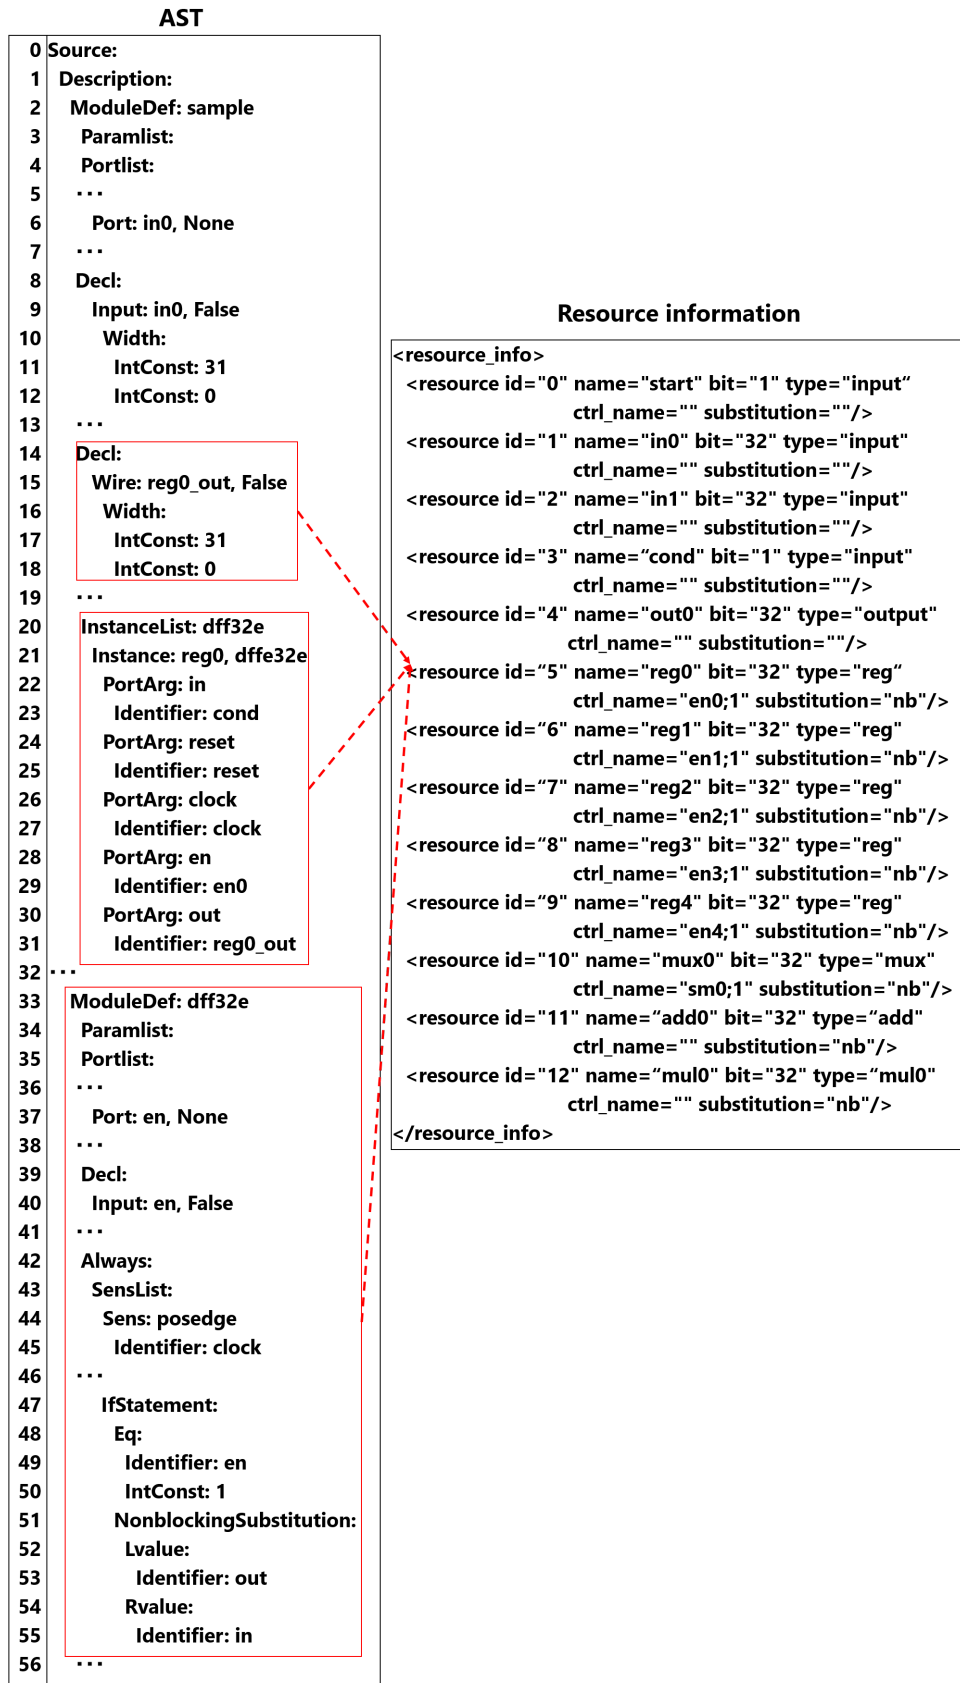 AST
0 Source:
1 Description:
2 ModuleDef: sample
3 Paramlist:
4 Portlist:
5 ···
6 Port: in0, None
7 ···
8 Decl:
9 Input: in0, False
10 Width:
11 IntConst: 31
12 IntConst: 0
13 ···
14 Decl:
15 Wire: reg0_out, False
16 Width:
17 IntConst: 31
18 IntConst: 0
19 ···
20 InstanceList: dff32e
21 Instance: reg0, dffe32e
22 PortArg: in
23 Identifier: cond
24 PortArg: reset
25 Identifier: reset
26 PortArg: clock
27 Identifier: clock
28 PortArg: en
29 Identifier: en0
30 PortArg: out
31 Identifier: reg0_out
32 ···
33 ModuleDef: dff32e
34 Paramlist:
35 Portlist:
36 ···
37 Port: en, None
38 ···
39 Decl:
40 Input: en, False
41 ···
42 Always:
43 SensList:
44 Sens: posedge
45 Identifier: clock
46 ···
47 IfStatement:
48 Eq:
49 Identifier: en
50 IntConst: 1
51 NonblockingSubstitution:
52 Lvalue:
53 Identifier: out
54 Rvalue:
55 Identifier: in
56 ···
Resource information
<resource_info>
<resource id="0" name="start" bit="1" type="input“
ctrl_name="" substitution=""/>
<resource id="1" name="in0" bit="32" type="input"
ctrl_name="" substitution=""/>
<resource id="2" name="in1" bit="32" type="input"
ctrl_name="" substitution=""/>
<resource id="3" name=“cond" bit="1" type="input"
ctrl_name="" substitution=""/>
<resource id="4" name="out0" bit="32" type="output"
ctrl_name="" substitution=""/>
<resource id=“5" name="reg0" bit="32" type="reg“
ctrl_name="en0;1" substitution="nb"/>
<resource id=“6" name="reg1" bit="32" type="reg"
ctrl_name="en1;1" substitution="nb"/>
<resource id=“7" name="reg2" bit="32" type="reg"
ctrl_name="en2;1" substitution="nb"/>
<resource id=“8" name="reg3" bit="32" type="reg"
ctrl_name="en3;1" substitution="nb"/>
<resource id=“9" name="reg4" bit="32" type="reg"
ctrl_name="en4;1" substitution="nb"/>
<resource id="10" name="mux0" bit="32" type="mux"
ctrl_name="sm0;1" substitution="nb"/>
<resource id="11" name=“add0" bit="32" type=“add"
ctrl_name="" substitution="nb"/>
<resource id="12" name=“mul0" bit="32" type=“mul0"
ctrl_name="" substitution="nb"/>
</resource_info>